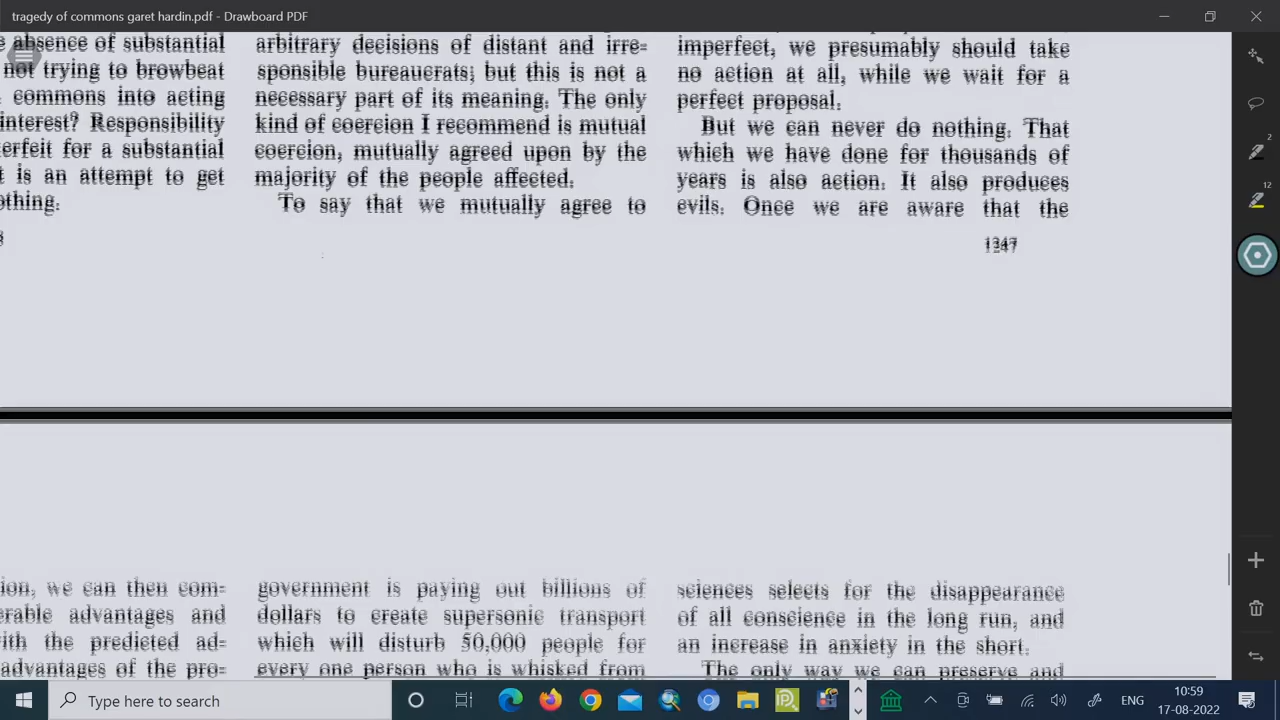 tragedy of commons garet hardin.pdf - Drawboard PDF
absence of substantial
not trying to browbeat
commons into acting
interest? Responsibility
erfeit for a substantial
is an attempt to get
othing.
arbitrary decisions of distant and irre-
sponsible bureaucrats; but this is not a
necessary part of its meaning. The only
kind of coercion I recommend is mutual
coercion, mutually agreed upon by the
majority of the people affected.
To say that we mutually agree to
imperfect, we presumably should take
no action at all, while we wait for a
perfect proposal.
But we can never do nothing. That
which we have done for thousands of
years is also action. It also produces
evils. Once we are aware that the
1247
ion, we can then com-
erable advantages and
with the predicted ad-
advantages of the pro-
government is paying out billions of
dollars to create supersonic transport
which will disturb 50,000 people for
every one person who is whisked from
sciences selects for the disappearance
of all conscience in the long run, and
an increase in anxiety in the short.
The only way we can preserve and
2
12
Type here to search
ENG
10:59
17-08-2022